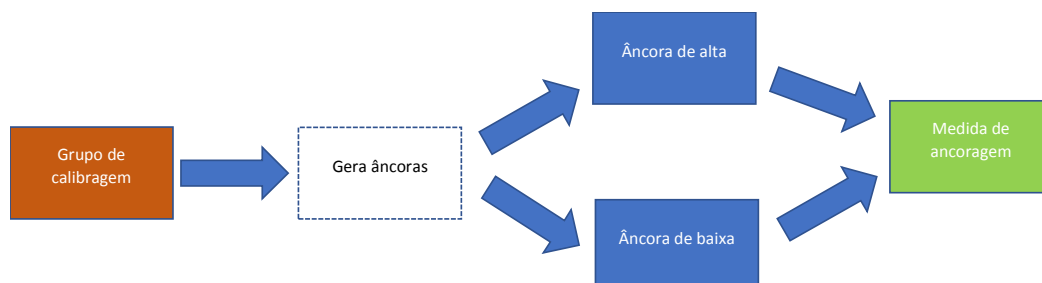 Grupo de
calibragem
Gera âncoras
Âncora de alta
Âncora de baixa
Medida de
ancoragem